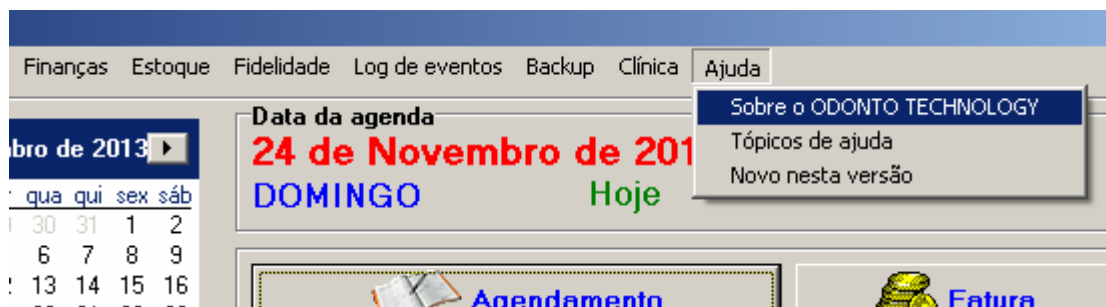 Finanças Estoque Fidelidade Log de eventos Backup Clínica Ajuda
Sobre o ODONTO TECHNOLOGY
Tópicos de ajuda
Novo nesta versão
Data da agenda
24 de Novembro de 201
DOMINGO Hoje
bro de 2013
qua qui sex sáb
30 31 1 2
6 7 8 9
13 14 15 16
Agendamento
Fatura